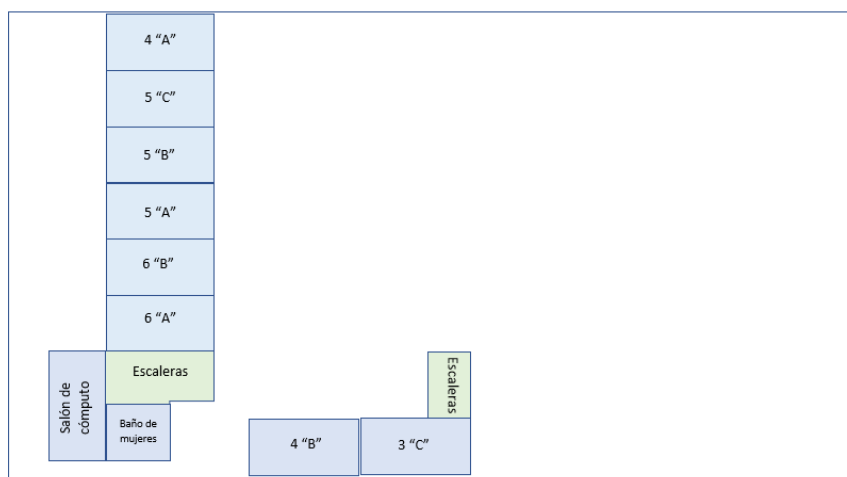 4 “A”
5 “C”
5 “B”
5 “A”
6 “B”
6 “A”
Escaleras
Salón de
cómputo
Baño de
mujeres
4 “B”
3 “C”
Escaleras